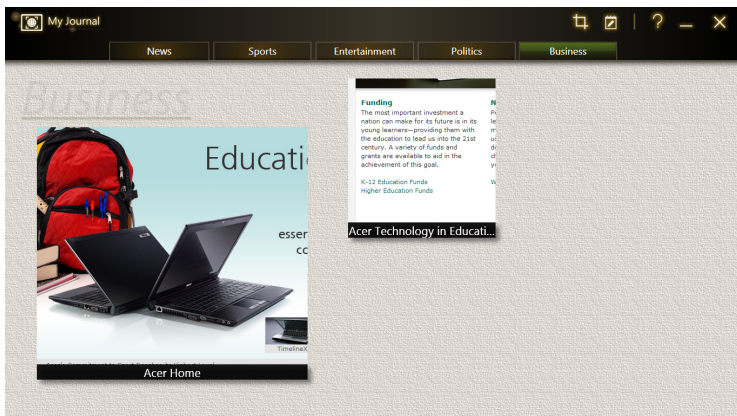 My Journal
?
News Sports Entertainment Politics Business
Business
Educati
esser
cc
TimelineX
Acer Home
Funding
The most important investment a
nation can make for its future is in its
young learners—providing them with
the education to lead us into the 21st
century. A variety of funds and
grants are available to aid in the
achievement of this goal.
K-12 Education Funds
Higher Education Funds
N
W
Acer Technology in Educati...